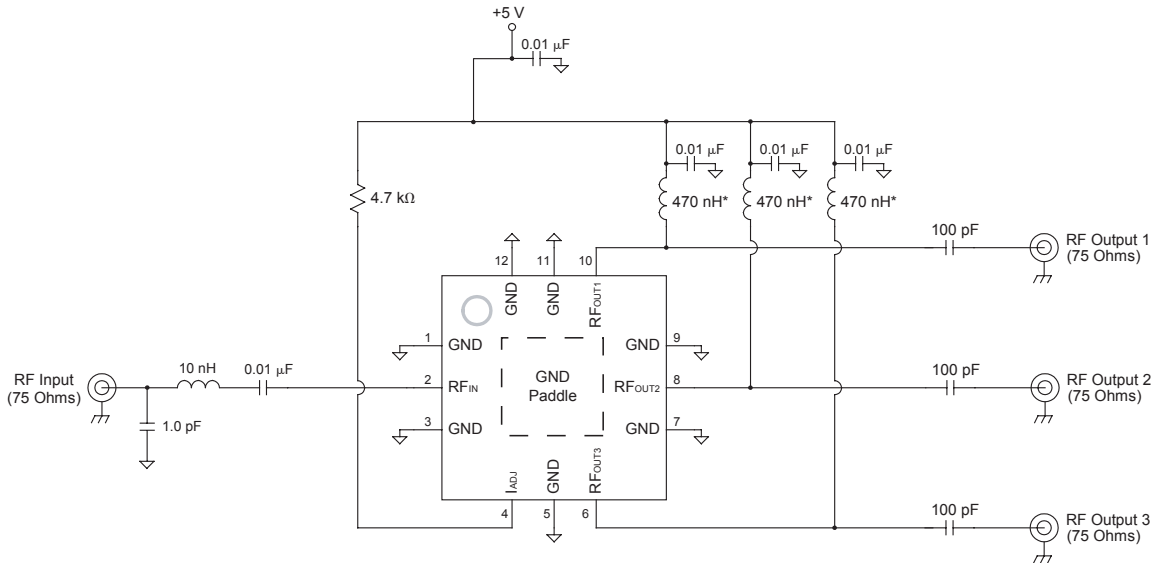 +5 V
0.01 µF
0.01 µF
0.01 µF
0.01 µF
4.7 kΩ
470 nH*
470 nH*
470 nH*
100 pF
RF Output 1
(75 Ohms)
12
11
10
GND
GND
RFOUT1
1
GND
GND
9
10 nH
0.01 µF
RF Input
(75 Ohms)
2
RFIN
GND
Paddle
RFOUT2
8
100 pF
RF Output 2
(75 Ohms)
1.0 pF
3
GND
GND
7
IADJ
GND
RFOUT3
4
5
6
100 pF
RF Output 3
(75 Ohms)